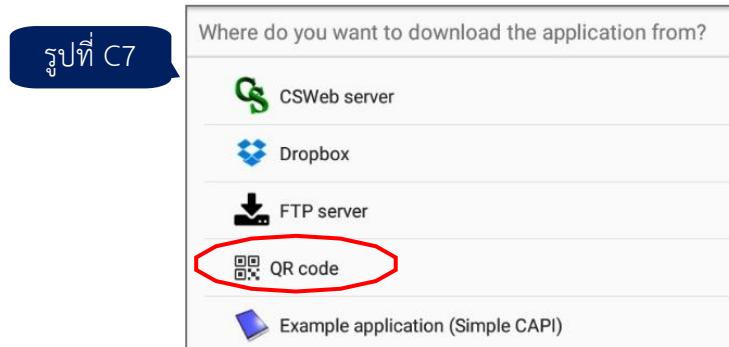 รูปที่ C7
Where do you want to download the application from?
CSWeb server
Dropbox
FTP server
QR code
Example application (Simple CAPI)